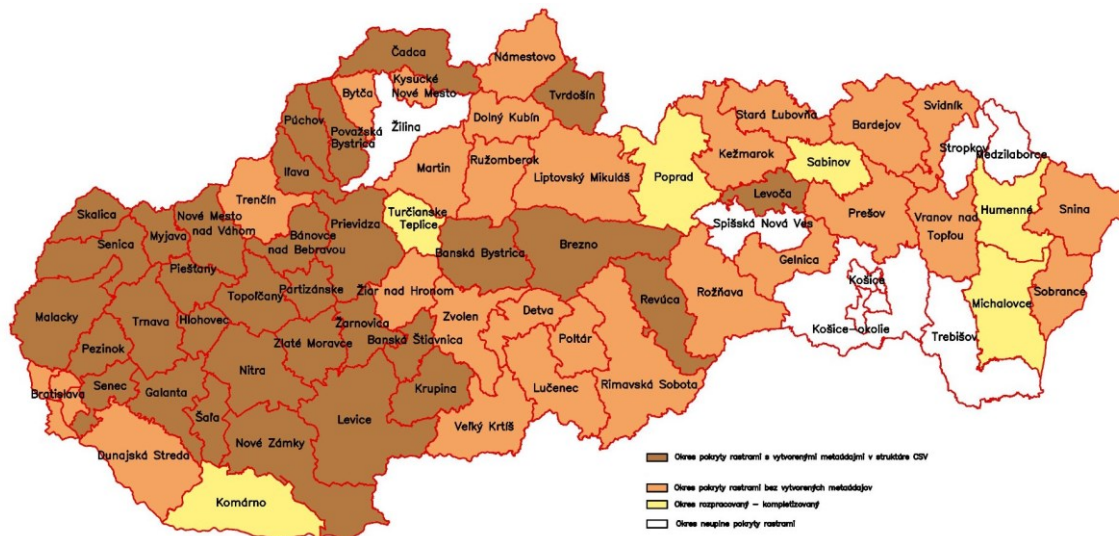 Čadca
Námestovo
Kysucké
Nové Mesto
Bytča
Tvrdošín
Púchov
Považská
Bystrica
Žilina
Dolný Kubín
Stará Ľubovňa
Svidník
Bardejov
Stropkov
Medzilaborce
Ilava
Martin
Ružomberok
Liptovský Mikuláš
Kežmarok
Sabinov
Poprad
Levoča
Trenčín
Turčianske
Teplice
Prešov
Vranov nad
Topľou
Humenné
Snina
Skalica
Senica
Myjava
Nové Mesto
nad Váhom
Bánovce
nad Bebravou
Prievidza
Banská Bystrica
Brezno
Spišská Nová Ves
Gelnica
Piešťany
Topoľčany
Partizánske
Žiar nad Hronom
Revúca
Rožňava
Košice
Košice-okolie
Michalovce
Sobrance
Malacky
Trnava
Hlohovec
Zlaté Moravce
Žarnovica
Banská Štiavnica
Zvolen
Detva
Poltár
Trebišov
Pezinok
Nitra
Krupina
Lučenec
Rimavská Sobota
Bratislava
Senec
Galanta
Šaľa
Levice
Veľký Krtíš
Nové Zámky
Dunajská Streda
Komárno
Okres pokryty rastrami s vytvorenými metaúdajmi v struktúre CSV
Okres pokryty rastrami bez vytvorených metaúdajov
Okres rozpracovaný - kompletizovaný
Okres neuplne pokryty rastrami